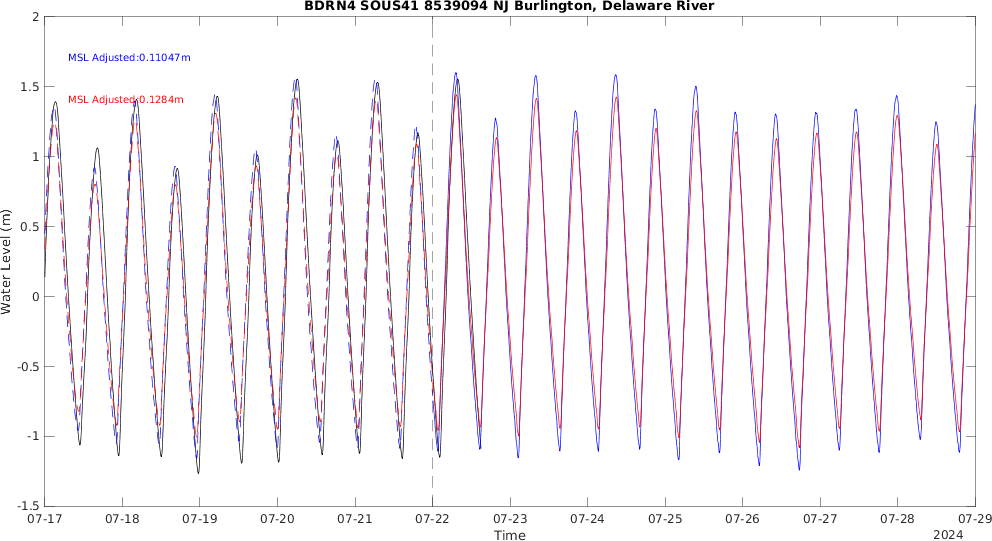 BDRN4 SOUS41 8539094 NJ Burlington, Delaware River
MSL Adjusted:0.11047m
MSL Adjusted:0.1284m
Water Level (m)
2
1.5
1
0.5
0
-0.5
-1
-1.5
07-17 07-18 07-19 07-20 07-21 07-22 07-23 07-24 07-25 07-26 07-27 07-28 07-29
Time
2024